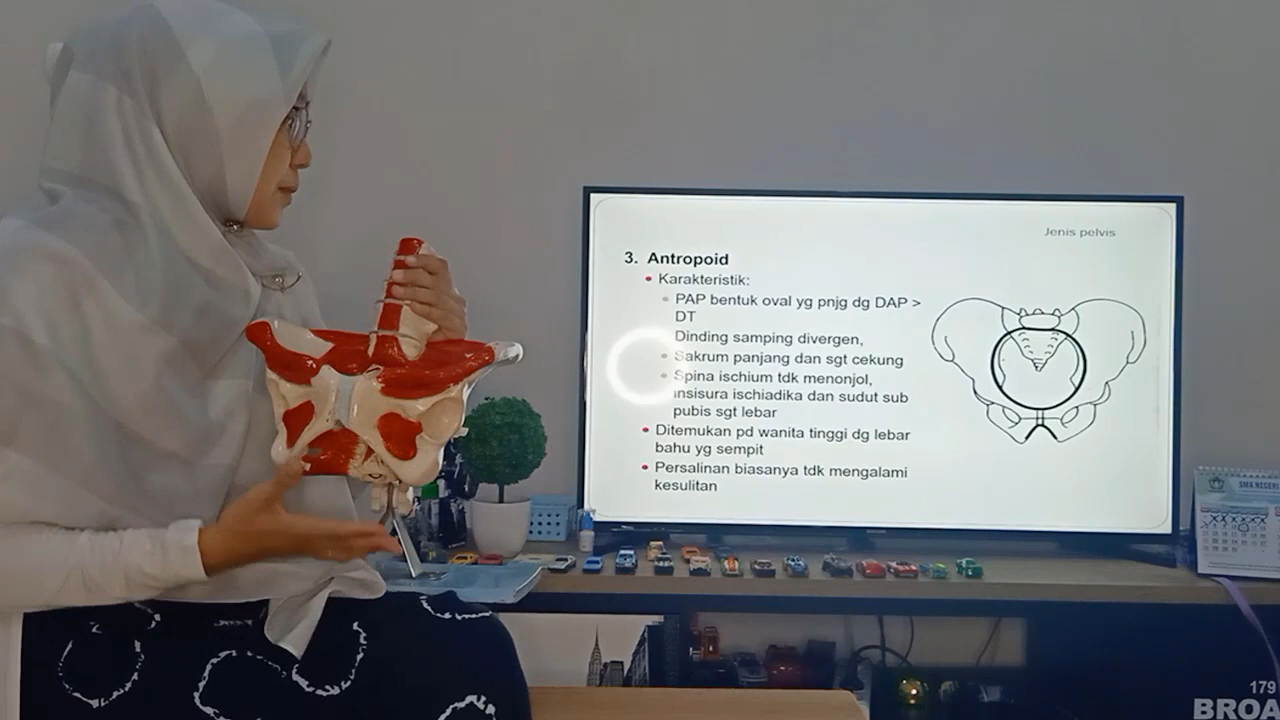 Jenis pelvis
3. Antropoid
Karakteristik:
PAP bentuk oval yg pnjg dg DAP >
DT
Dinding samping divergen,
Sakrum panjang dan sgt cekung
Spina ischium tdk menonjol,
insisura ischiadika dan sudut sub
pubis sgt lebar
Ditemukan pd wanita tinggi dg lebar
bahu yg sempit
Persalinan biasanya tdk mengalami
kesulitan
SMA NEGERI
179
BROA